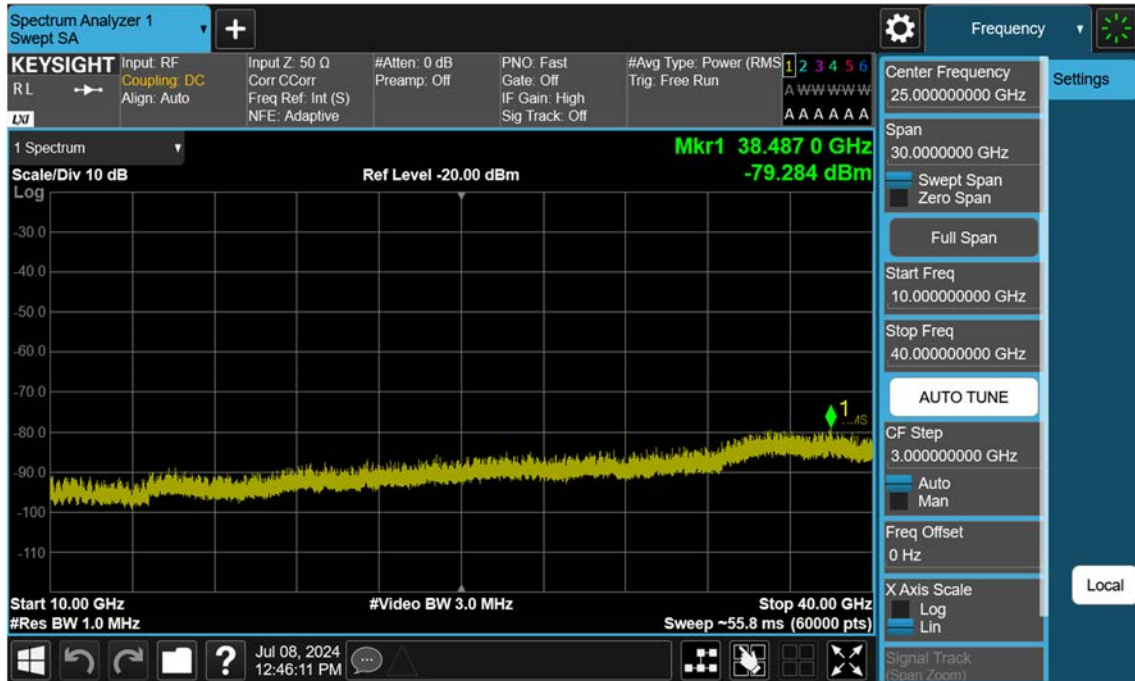 Spectrum Analyzer 1
Swept SA
Frequency
KEYSIGHT
RL
LXI
Input: RF
Coupling: DC
Align: Auto
Input Z: 50 Ω
Corr CCorr
Freq Ref: Int (S)
NFE: Adaptive
#Atten: 0 dB
Preamp: Off
PNO: Fast
Gate: Off
IF Gain: High
Sig Track: Off
#Avg Type: Power (RMS
Trig: Free Run
1 2 3 4 5 6
A W W W W W
A A A A A A
1 Spectrum
Mkr1 38.487 0 GHz
-79.284 dBm
Scale/Div 10 dB
Ref Level -20.00 dBm
Log
-30.0
-40.0
-50.0
-60.0
-70.0
-80.0
-90.0
-100
-110
1
Start 10.00 GHz
#Video BW 3.0 MHz
Stop 40.00 GHz
#Res BW 1.0 MHz
Sweep ~55.8 ms (60000 pts)
Jul 08, 2024
12:46:11 PM
Center Frequency
25.000000000 GHz
Span
30.0000000 GHz
Swept Span
Zero Span
Full Span
Start Freq
10.000000000 GHz
Stop Freq
40.000000000 GHz
AUTO TUNE
CF Step
3.000000000 GHz
Auto
Man
Freq Offset
0 Hz
X Axis Scale
Log
Lin
Signal Track
(Span Zoom)
Settings
Local